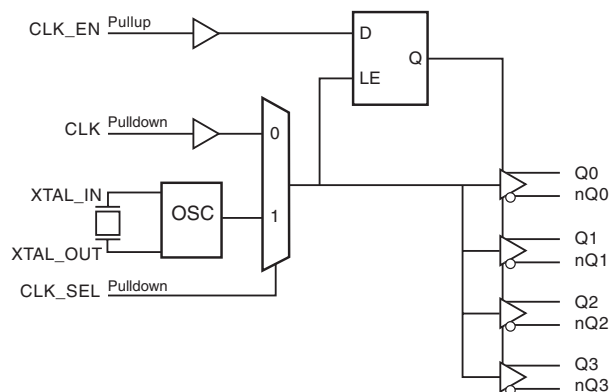 CLK_EN Pullup
D
Q
LE
CLK Pulldown
0
XTAL_IN
OSC
1
XTAL_OUT
CLK_SEL Pulldown
Q0
nQ0
Q1
nQ1
Q2
nQ2
Q3
nQ3